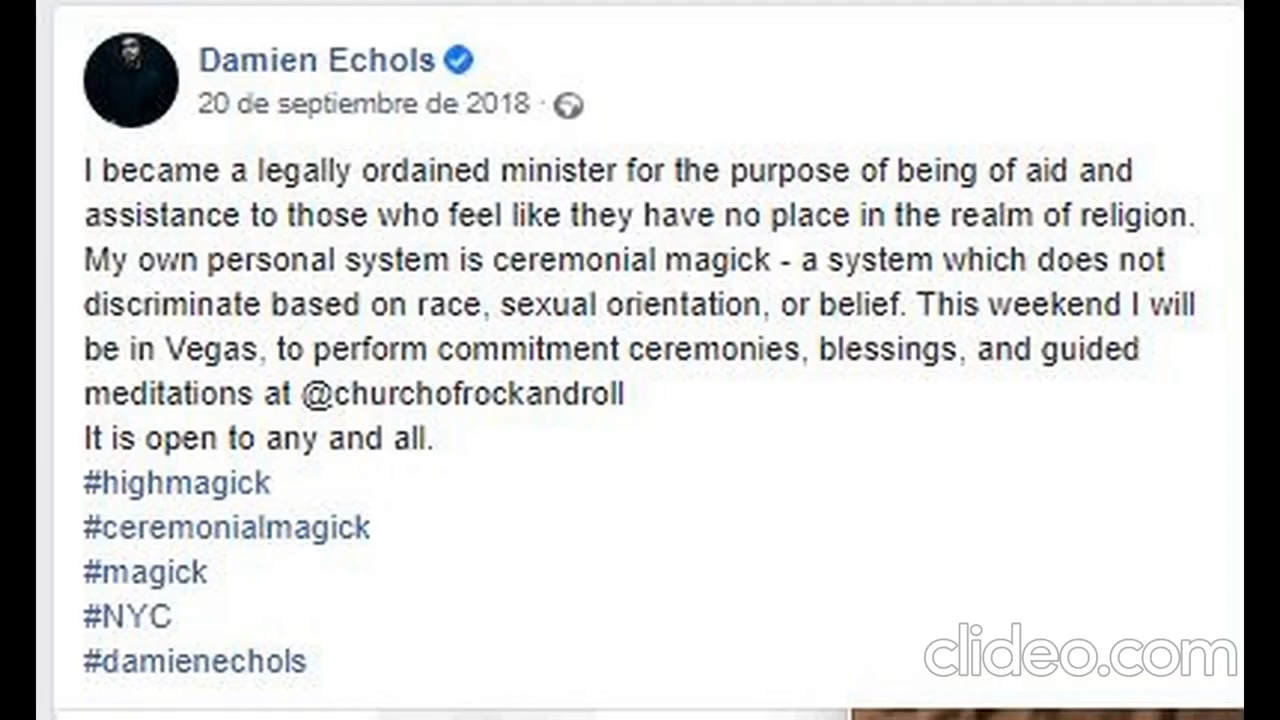 Damien Echols
20 de septiembre de 2018 ·
I became a legally ordained minister for the purpose of being of aid and
assistance to those who feel like they have no place in the realm of religion.
My own personal system is ceremonial magick - a system which does not
discriminate based on race, sexual orientation, or belief. This weekend I will
be in Vegas, to perform commitment ceremonies, blessings, and guided
meditations at @churchofrockandroll
It is open to any and all.
#highmagick
#ceremonialmagick
#magick
#NYC
#damienechols
clideo.com